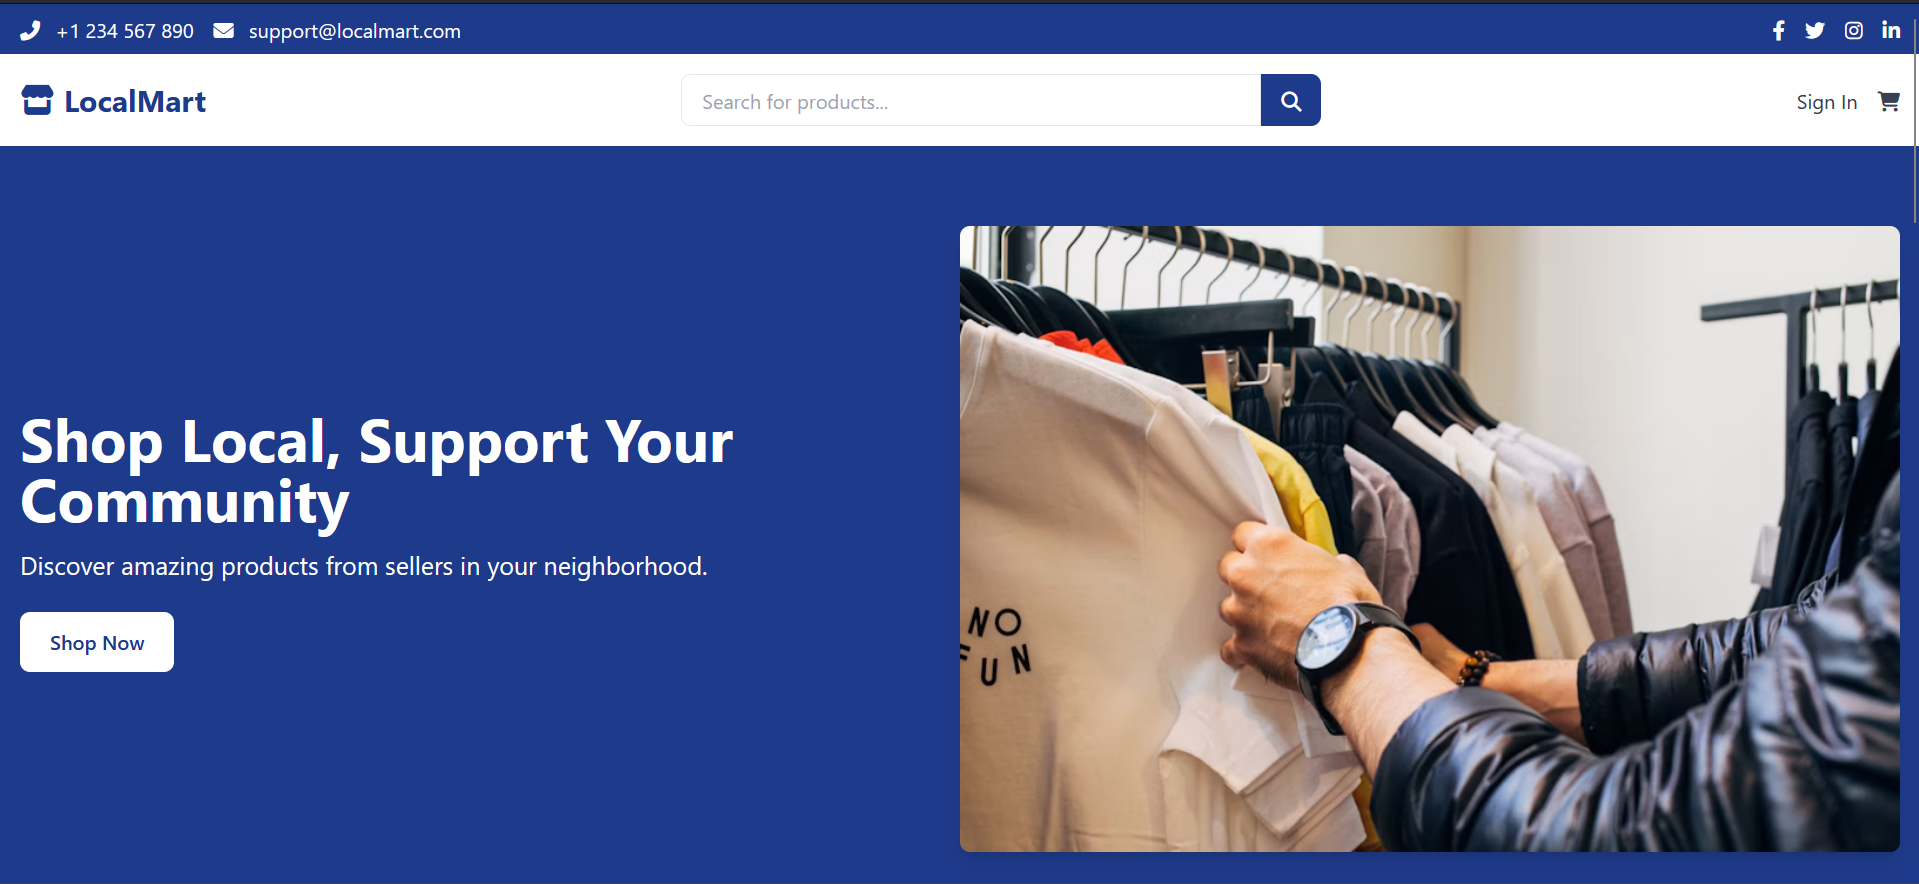 +1 234 567 890 support@localmart.com
LocalMart
Search for products...
Sign In
Shop Local, Support Your
Community
Discover amazing products from sellers in your neighborhood.
Shop Now
NO
FUN